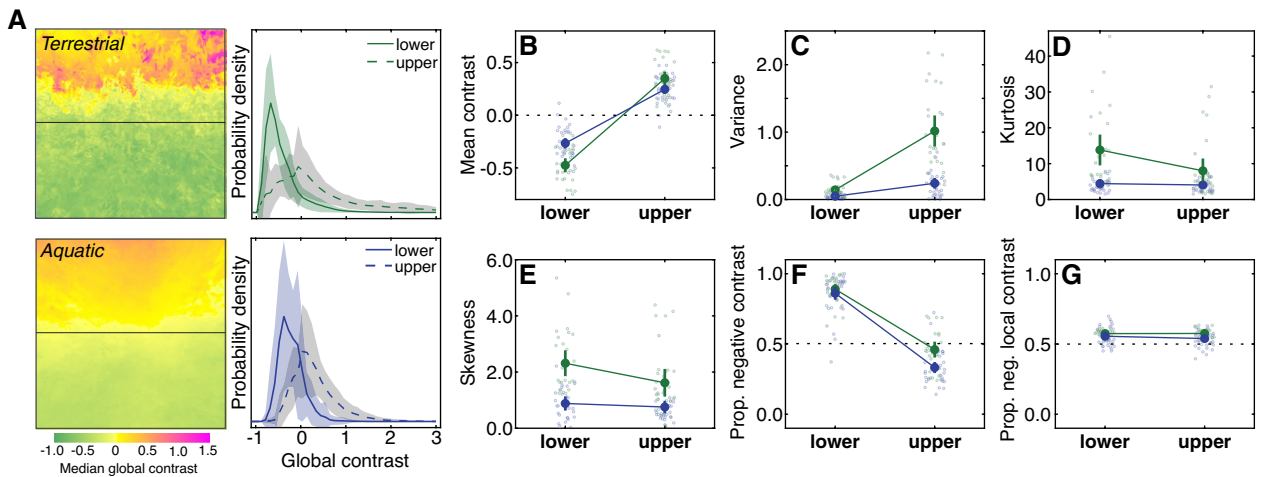 A
Terrestrial
Probability density
lower
upper
Aquatic
Probability density
lower
upper
-1 0 1 2 3
Global contrast
-1.0 -0.5 0 0.5 1.0 1.5
Median global contrast
B
Mean contrast
0.5
0.0
-0.5
lower upper
C
Variance
2.0
1.0
0.0
lower upper
D
Kurtosis
40
30
20
10
0
lower upper
E
Skewness
6.0
4.0
2.0
0.0
lower upper
F
Prop. negative contrast
1.0
0.5
0.0
lower upper
G
Prop. neg. local contrast
1.0
0.5
0.0
lower upper